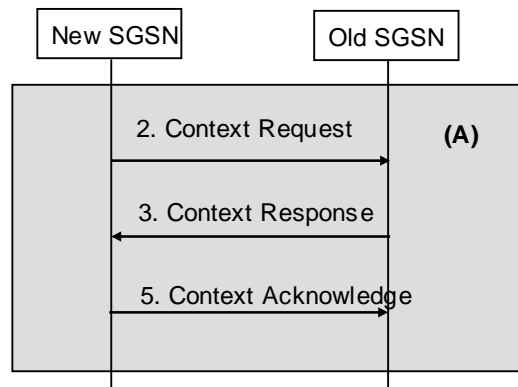 New SGSN
Old SGSN
2. Context Request
(A)
3. Context Response
5. Context Acknowledge